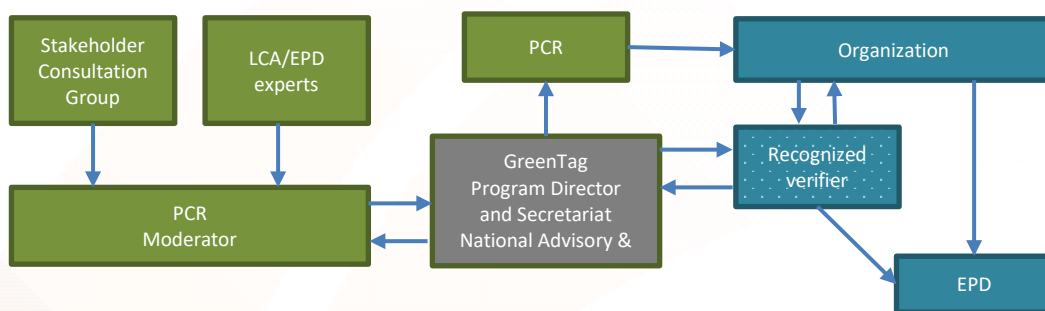 Stakeholder
Consultation
Group
LCA/EPD
experts
PCR
Organization
GreenTag
Program Director
and Secretariat
National Advisory &
Recognized
verifier
PCR
Moderator
EPD